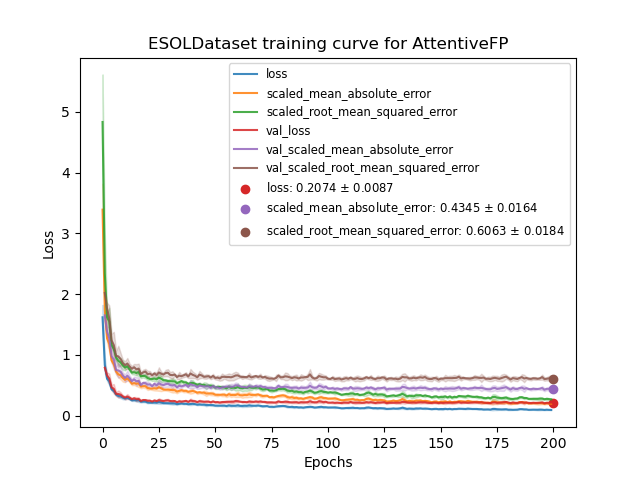 ESOLDataset training curve for AttentiveFP
loss
scaled_mean_absolute_error
scaled_root_mean_squared_error
val_loss
val_scaled_mean_absolute_error
val_scaled_root_mean_squared_error
loss: 0.2074 ± 0.0087
scaled_mean_absolute_error: 0.4345 ± 0.0164
scaled_root_mean_squared_error: 0.6063 ± 0.0184
Loss
5
4
3
2
1
0
0 25 50 75 100 125 150 175 200
Epochs